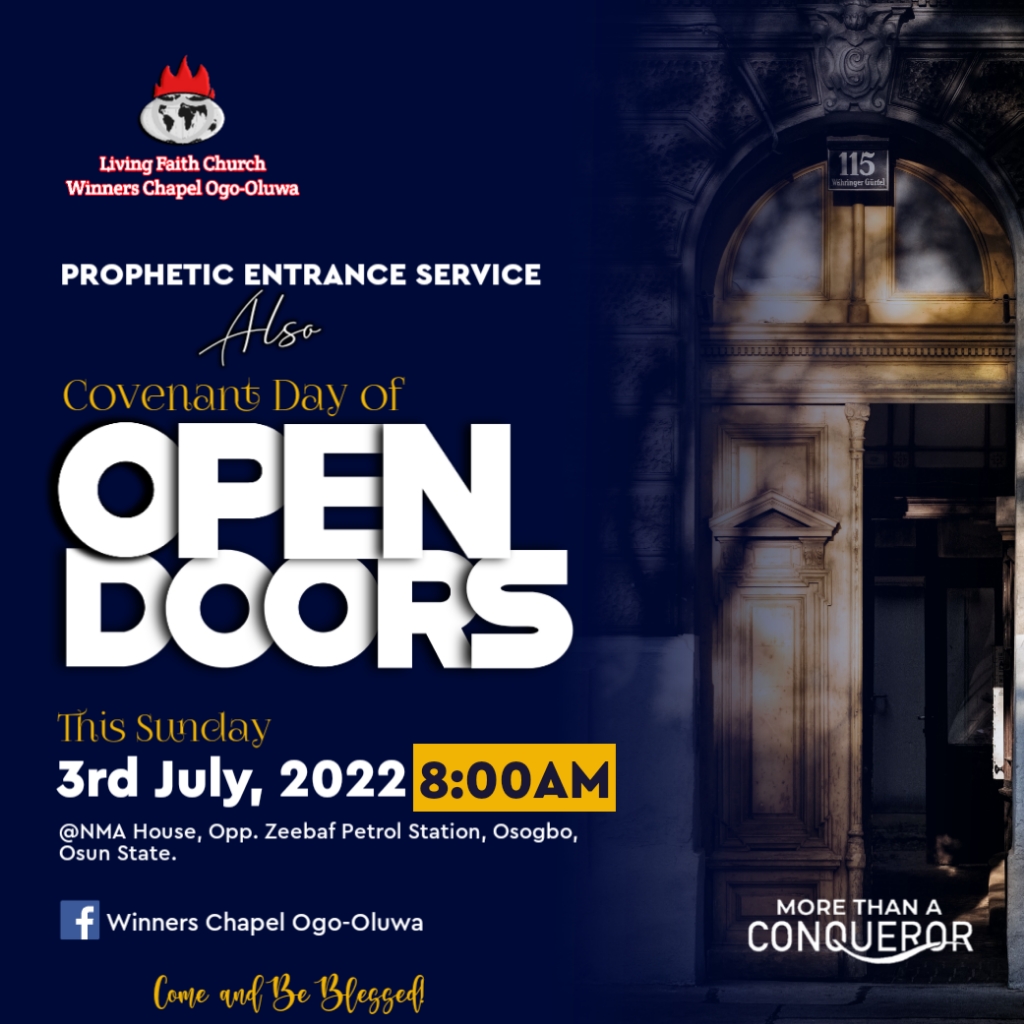 Living Faith Church
Winners Chapel Ogo-Oluwa
PROPHETIC ENTRANCE SERVICE
Also
Covenant Day of
OPEN
DOORS
This Sunday
3rd July, 2022 8:00AM
@NMA House, Opp. Zeebaf Petrol Station, Osogbo,
Osun State.
Winners Chapel Ogo-Oluwa
Come and Be Blessed!
115
Währinger Gürtel
MORE THAN A
CONQUEROR